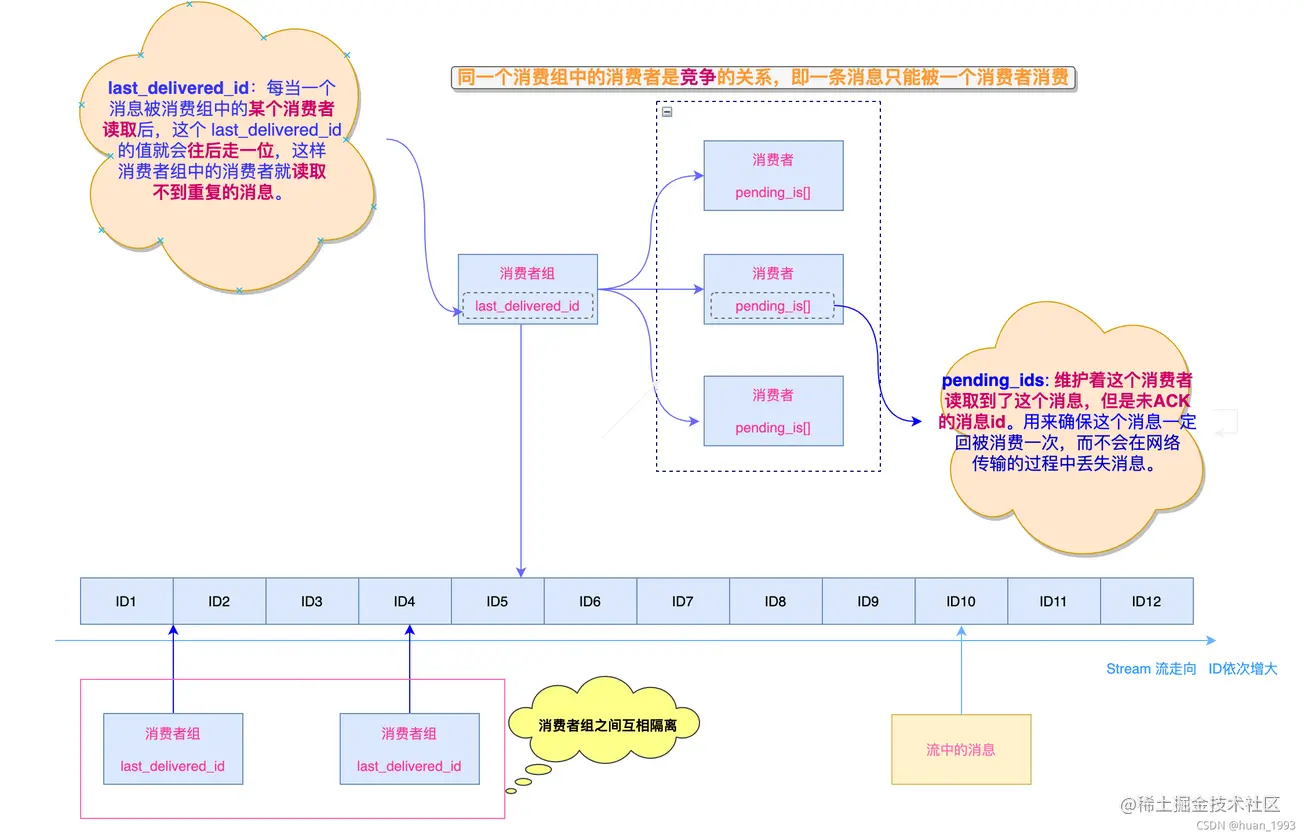 同一个消费组中的消费者是竞争的关系，即一条消息只能被一个消费者消费
last_delivered_id：每当一个
消息被消费组中的某个消费者
读取后，这个 last_delivered_id
的值就会往后走一位，这样
消费者组中的消费者就读取
不到重复的消息。
消费者
pending_is[]
消费者组
last_delivered_id
消费者
pending_is[]
消费者
pending_is[]
pending_ids: 维护着这个消费者
读取到了这个消息，但是未ACK
的消息id。用来确保这个消息一定
回被消费一次，而不会在网络
传输的过程中丢失消息。
ID1
ID2
ID3
ID4
ID5
ID6
ID7
ID8
ID9
ID10
ID11
ID12
Stream 流走向 ID依次增大
消费者组
last_delivered_id
消费者组
last_delivered_id
消费者组之间互相隔离
流中的消息
@稀土掘金技术社区
CSDN @huan_1993